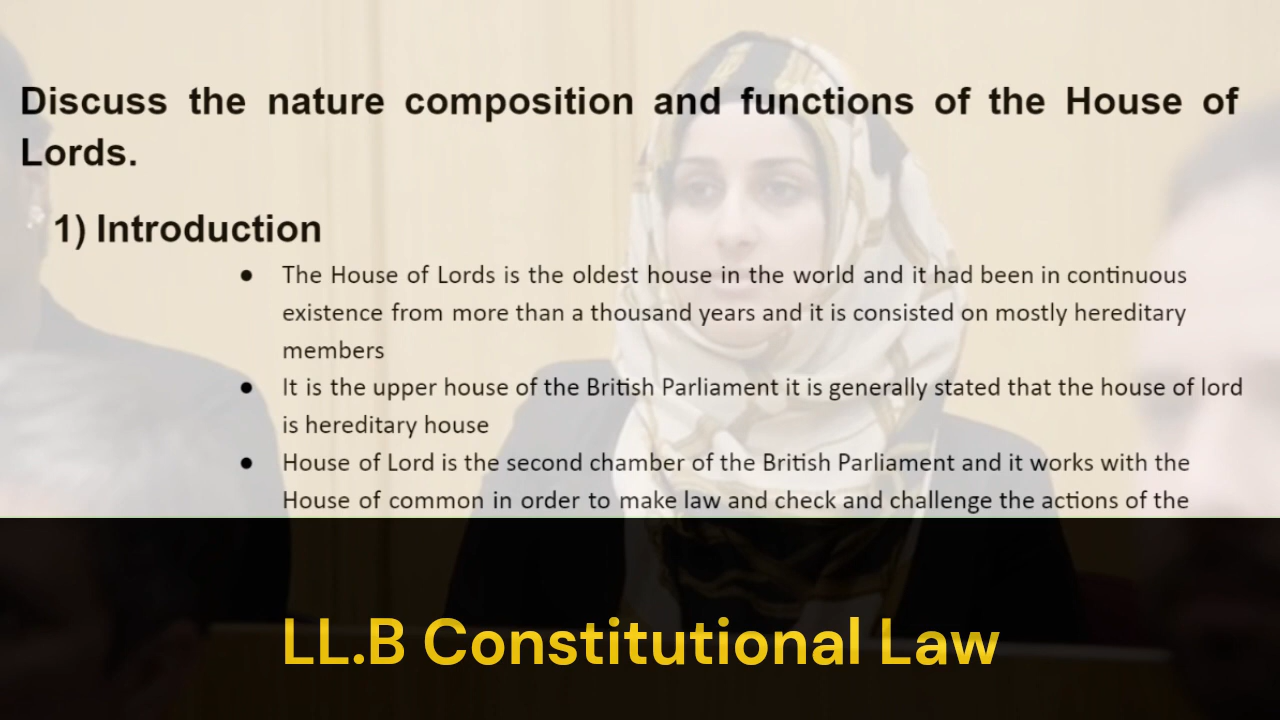 Discuss the nature composition and functions of the House of
Lords.
1) Introduction
● The House of Lords is the oldest house in the world and it had been in continuous
existence from more than a thousand years and it is consisted on mostly hereditary
members
● It is the upper house of the British Parliament it is generally stated that the house of lord
is hereditary house
● House of Lord is the second chamber of the British Parliament and it works with the
House of common in order to make law and check and challenge the actions of the
LL.B Constitutional Law